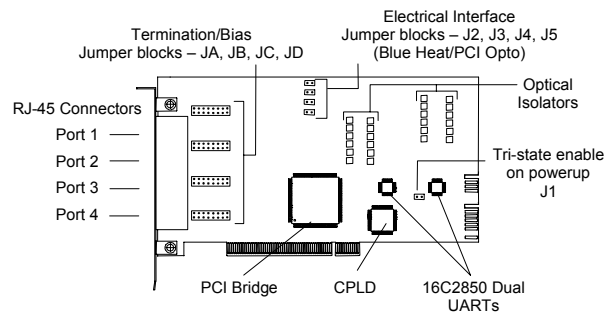 Termination/Bias
Jumper blocks – JA, JB, JC, JD
Electrical Interface
Jumper blocks – J2, J3, J4, J5
(Blue Heat/PCI Opto)
RJ-45 Connectors
Port 1
Port 2
Port 3
Port 4
Optical
Isolators
Tri-state enable
on powerup
J1
PCI Bridge
CPLD
16C2850 Dual
UARTs